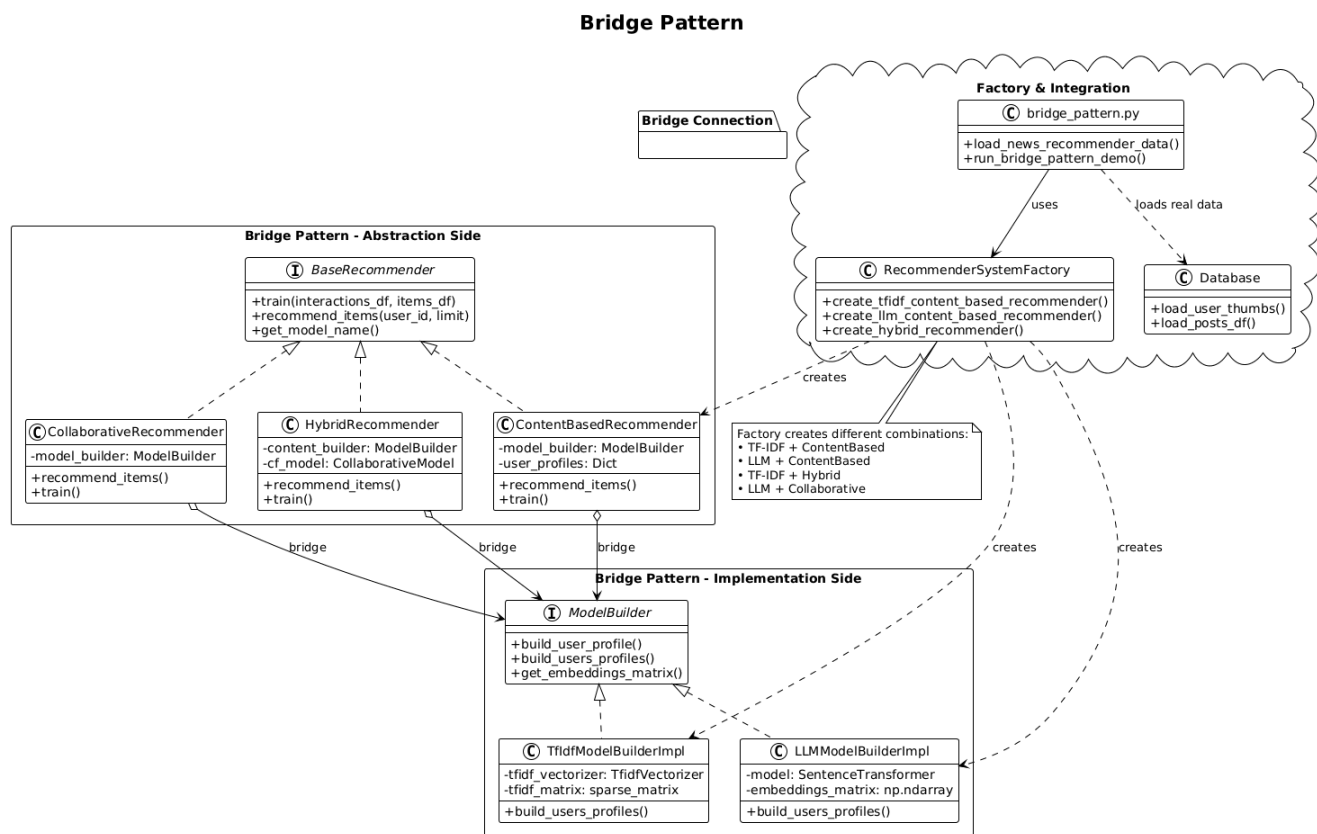 Bridge Pattern
Factory & Integration
C bridge_pattern.py
+load_news_recommender_data()
+run_bridge_pattern_demo()
Bridge Connection
uses
loads real data
Bridge Pattern - Abstraction Side
I BaseRecommender
+train(interactions_df, items_df)
+recommend_items(user_id, limit)
+get_model_name()
C RecommenderSystemFactory
+create_tfidf_content_based_recommender()
+create_llm_content_based_recommender()
+create_hybrid_recommender()
C Database
+load_user_thumbs()
+load_posts_df()
creates
C CollaborativeRecommender
-model_builder: ModelBuilder
+recommend_items()
+train()
C HybridRecommender
-content_builder: ModelBuilder
-cf_model: CollaborativeModel
+recommend_items()
+train()
C ContentBasedRecommender
-model_builder: ModelBuilder
-user_profiles: Dict
+recommend_items()
+train()
Factory creates different combinations:
• TF-IDF + ContentBased
• LLM + ContentBased
• TF-IDF + Hybrid
• LLM + Collaborative
bridge
bridge
bridge
creates
creates
Bridge Pattern - Implementation Side
I ModelBuilder
+build_user_profile()
+build_users_profiles()
+get_embeddings_matrix()
C TfIdfModelBuilderImpl
-tfidf_vectorizer: TfidfVectorizer
-tfidf_matrix: sparse_matrix
+build_users_profiles()
C LLMModelBuilderImpl
-model: SentenceTransformer
-embeddings_matrix: np.ndarray
+build_users_profiles()